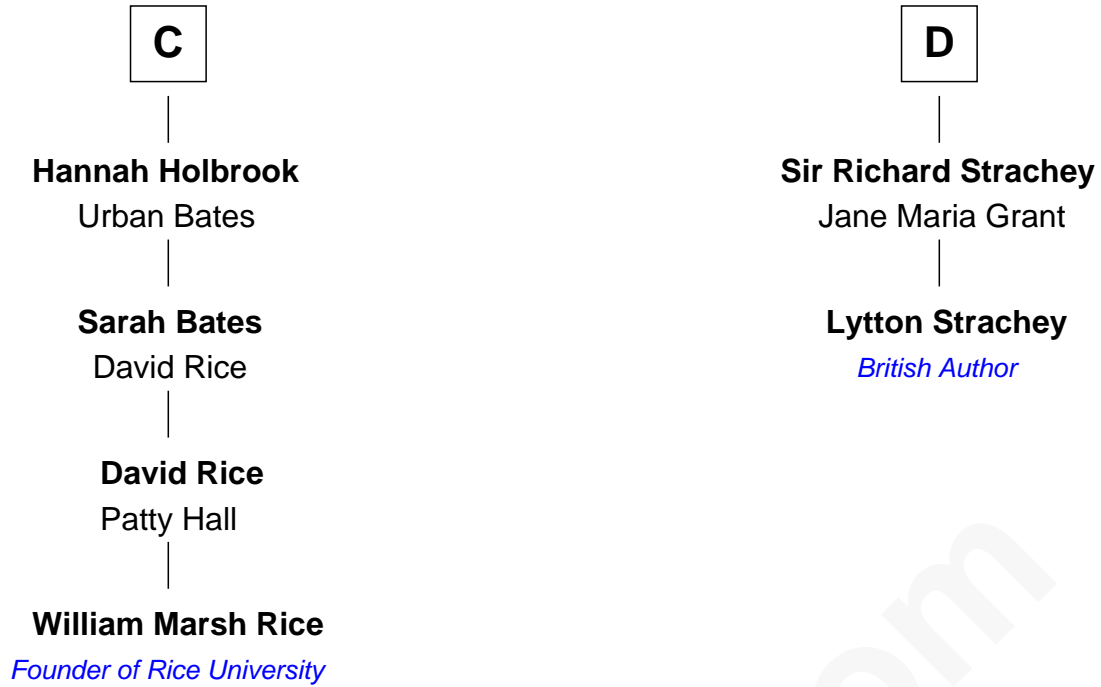 C
Hannah Holbrook
Urban Bates
Sarah Bates
David Rice
David Rice
Patty Hall
William Marsh Rice
Founder of Rice University
D
Sir Richard Strachey
Jane Maria Grant
Lytton Strachey
British Author
om